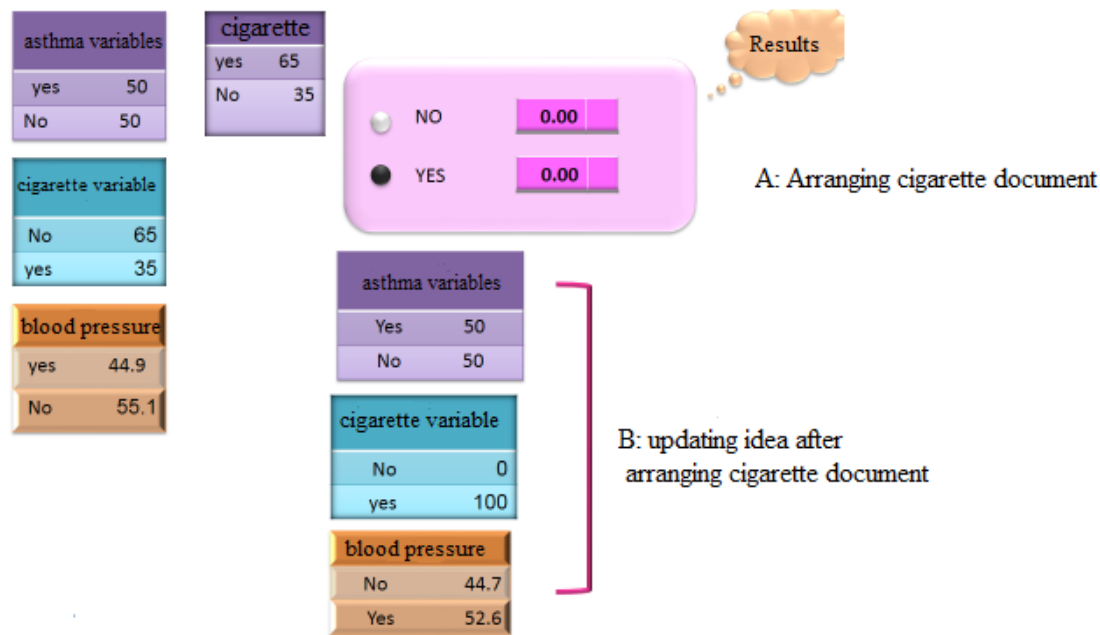 asthma variables
yes 50
No 50
cigarette
yes 65
No 35
Results
NO 0.00
YES 0.00
A: Arranging cigarette document
cigarette variable
No 65
yes 35
blood pressure
yes 44.9
No 55.1
asthma variables
Yes 50
No 50
cigarette variable
No 0
yes 100
blood pressure
No 44.7
Yes 52.6
B: updating idea after
arranging cigarette document